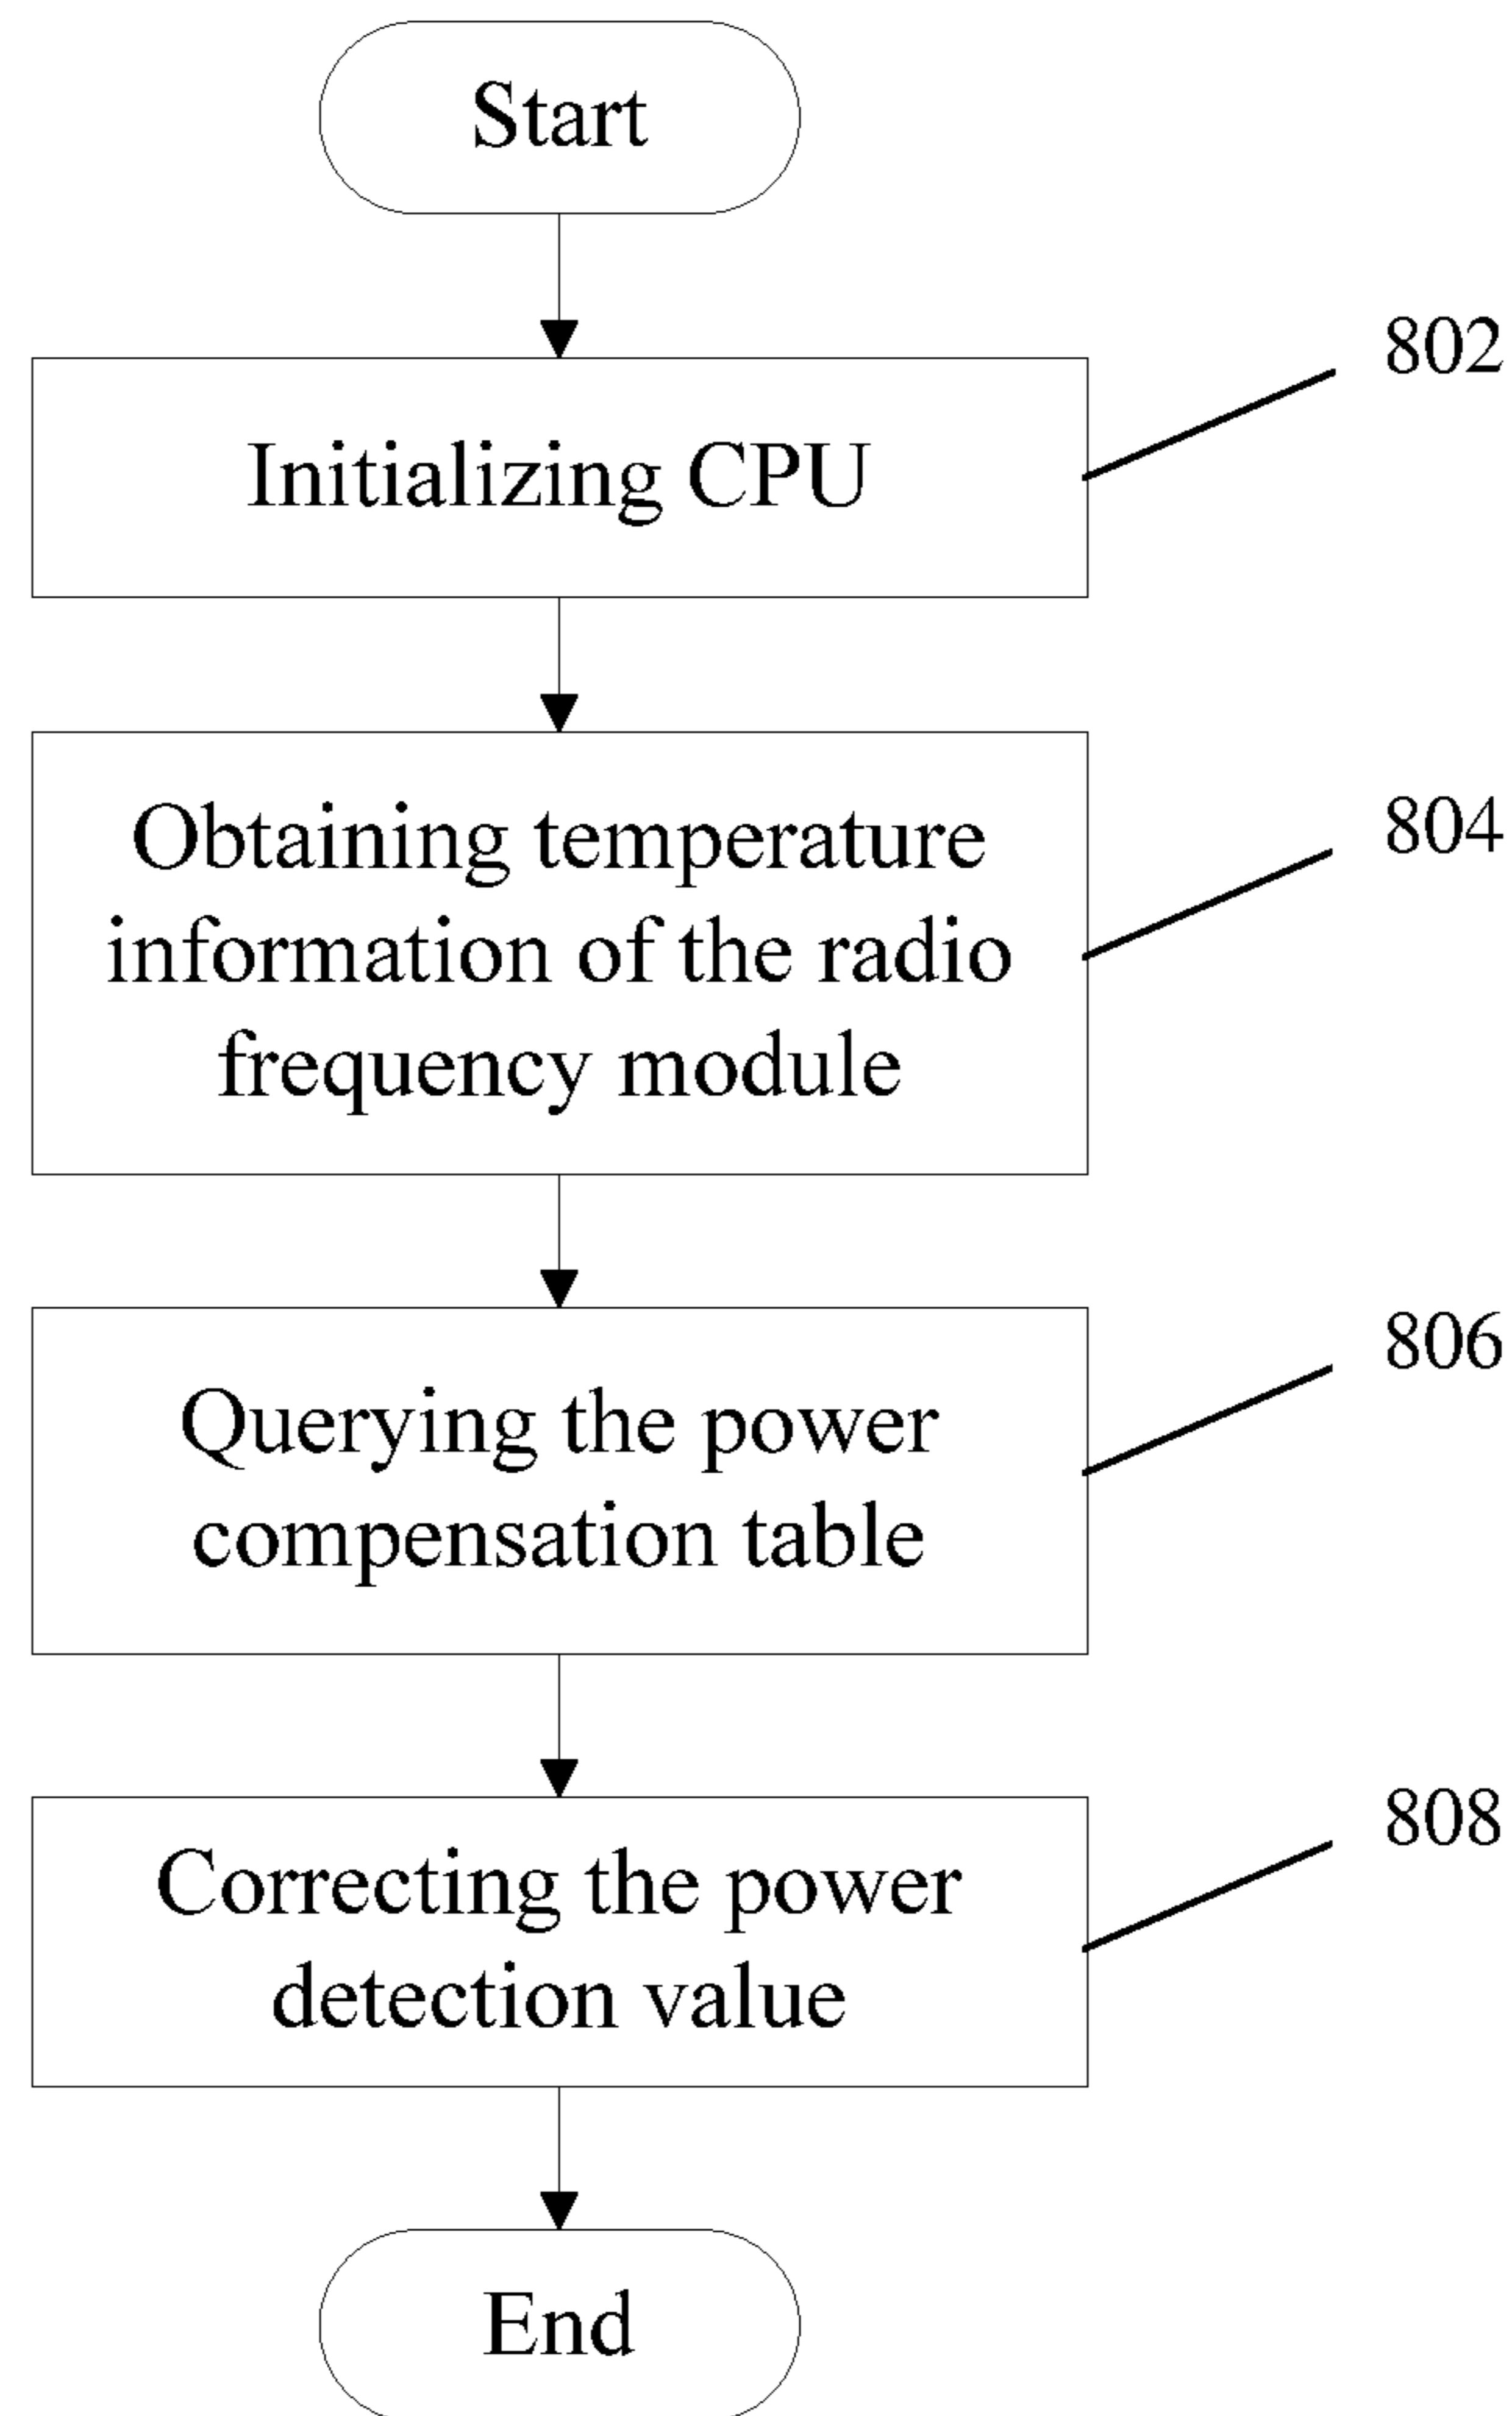 Start
802
Initializing CPU
804
Obtaining temperature
information of the radio
frequency module
806
Querying the power
compensation table
808
Correcting the power
detection value
End